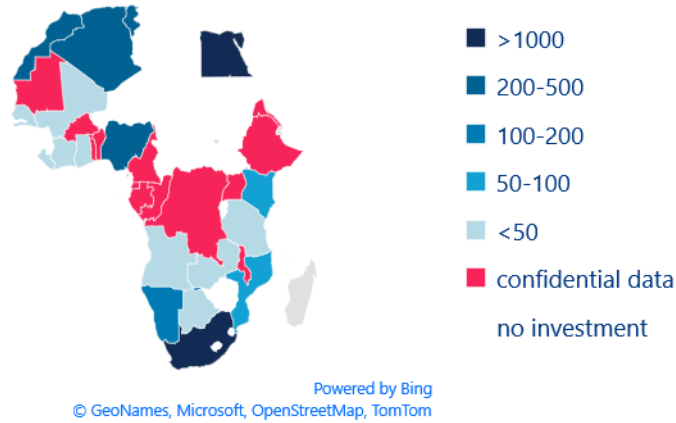 >1000
200-500
100-200
50-100
<50
confidential data
no investment
Powered by Bing
© GeoNames, Microsoft, OpenStreetMap, TomTom